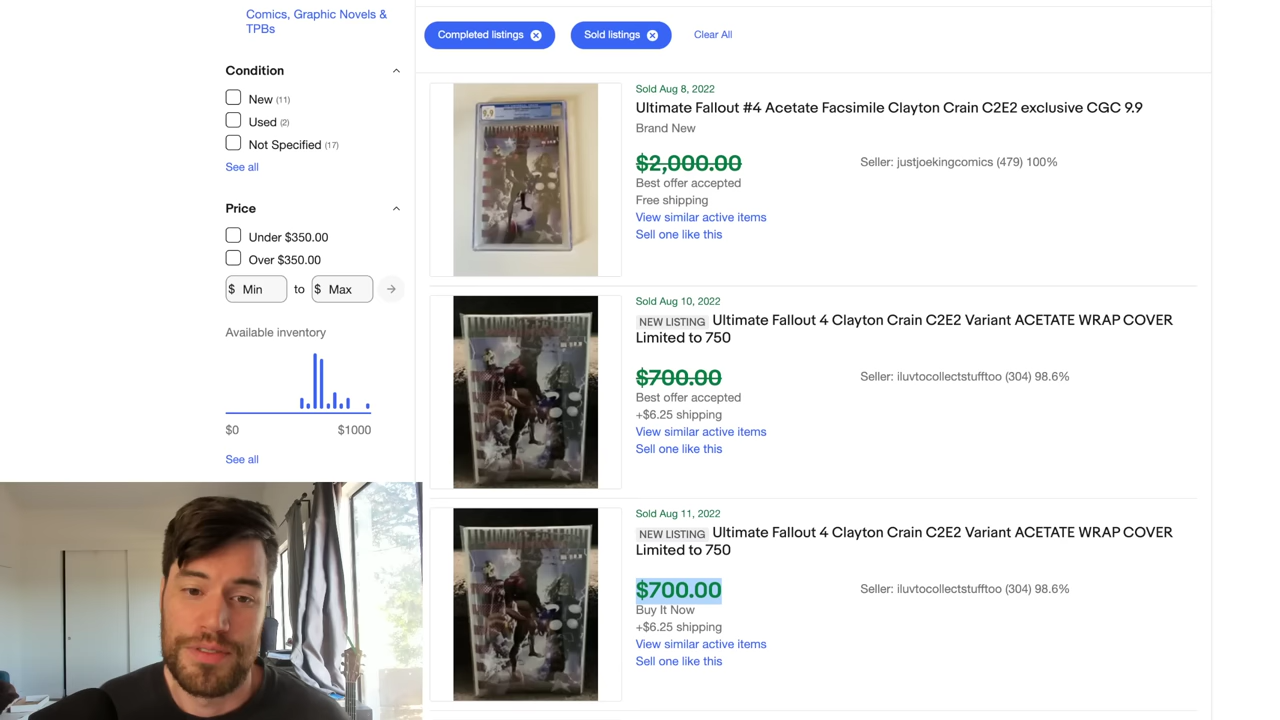 Comics, Graphic Novels &
TPBs
Condition
New (11)
Used (2)
Not Specified (17)
See all
Price
Under $350.00
Over $350.00
$ Min to $ Max
Available inventory
$0 $1000
See all
Completed listings
Sold listings
Clear All
Sold Aug 8, 2022
Ultimate Fallout #4 Acetate Facsimile Clayton Crain C2E2 exclusive CGC 9.9
Brand New
$2,000.00
Seller: justjoekingcomics (479) 100%
Best offer accepted
Free shipping
View similar active items
Sell one like this
Sold Aug 10, 2022
NEW LISTING Ultimate Fallout 4 Clayton Crain C2E2 Variant ACETATE WRAP COVER
Limited to 750
$700.00
Seller: iluvtocollectstufftoo (304) 98.6%
Best offer accepted
+$6.25 shipping
View similar active items
Sell one like this
Sold Aug 11, 2022
NEW LISTING Ultimate Fallout 4 Clayton Crain C2E2 Variant ACETATE WRAP COVER
Limited to 750
$700.00
Seller: iluvtocollectstufftoo (304) 98.6%
Buy It Now
+$6.25 shipping
View similar active items
Sell one like this